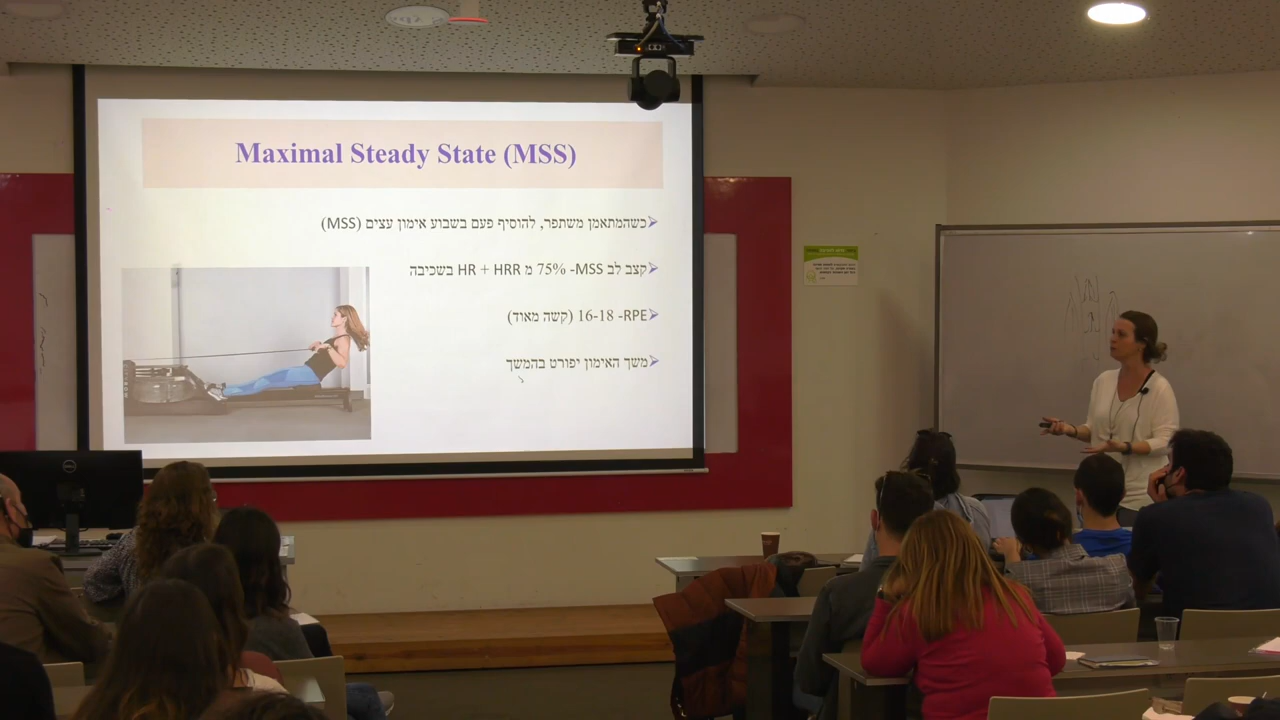 Maximal Steady State (MSS)
כשהמתאמן משתפר, להוסיף פעם בשבוע אימון עצים (MSS)
קצב לב MSS- 75% מ HR + HRR בשכיבה
RPE- 16-18 (קשה מאוד)
משך האימון יפורט בהמשך
DELL